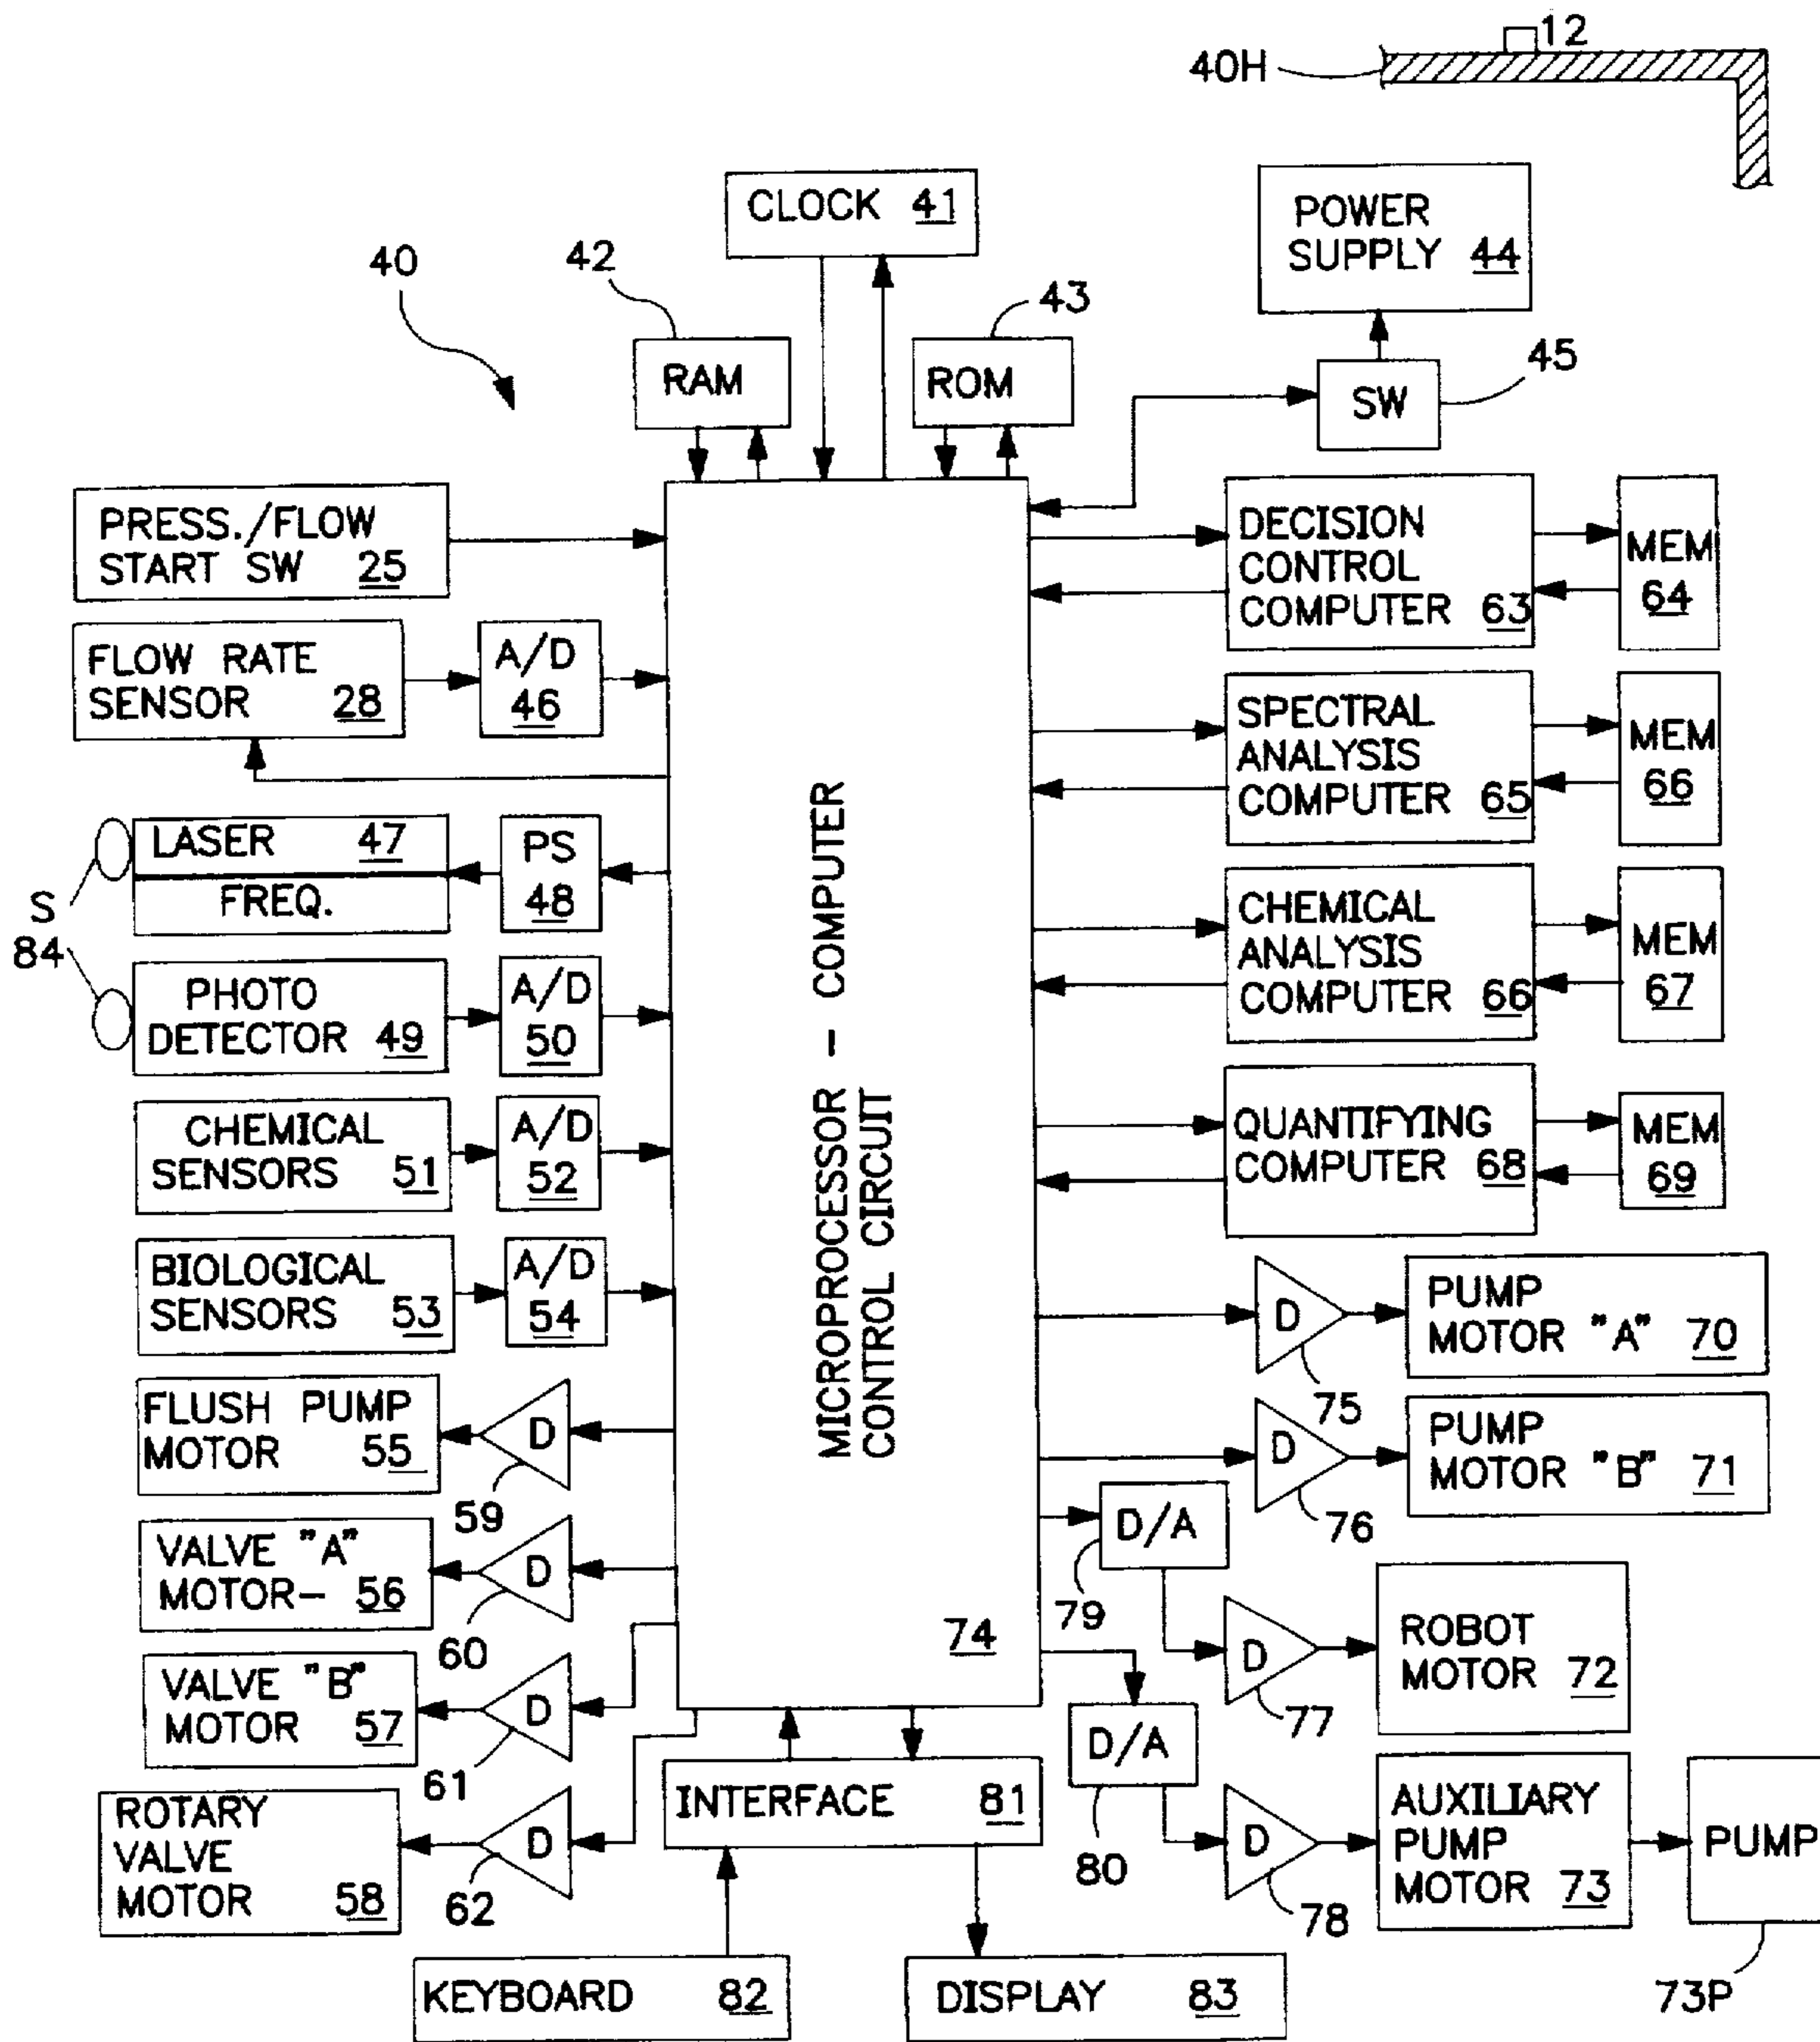 12
40H
CLOCK 41
POWER
SUPPLY 44
40
42
43
RAM
ROM
SW
45
PRESS./FLOW
START SW 25
DECISION
CONTROL
COMPUTER 63
MEM
64
FLOW RATE
SENSOR 28
A/D
46
SPECTRAL
ANALYSIS
COMPUTER 65
MEM
66
LASER 47
FREQ.
PS
48
S
84
CHEMICAL
ANALYSIS
COMPUTER 66
MEM
67
PHOTO
DETECTOR 49
A/D
50
MICROPROCESSOR - COMPUTER
CONTROL CIRCUIT
74
CHEMICAL
SENSORS 51
A/D
52
QUANTIFYING
COMPUTER 68
MEM
69
BIOLOGICAL
SENSORS 53
A/D
54
D
75
PUMP
MOTOR "A" 70
FLUSH PUMP
MOTOR 55
D
59
D
76
PUMP
MOTOR "B" 71
VALVE "A"
MOTOR- 56
D
60
D/A
79
D
77
ROBOT
MOTOR 72
VALVE "B"
MOTOR 57
D
61
D/A
80
INTERFACE 81
ROTARY
VALVE
MOTOR 58
D
62
D
78
AUXILIARY
PUMP
MOTOR 73
PUMP
73P
KEYBOARD 82
DISPLAY 83